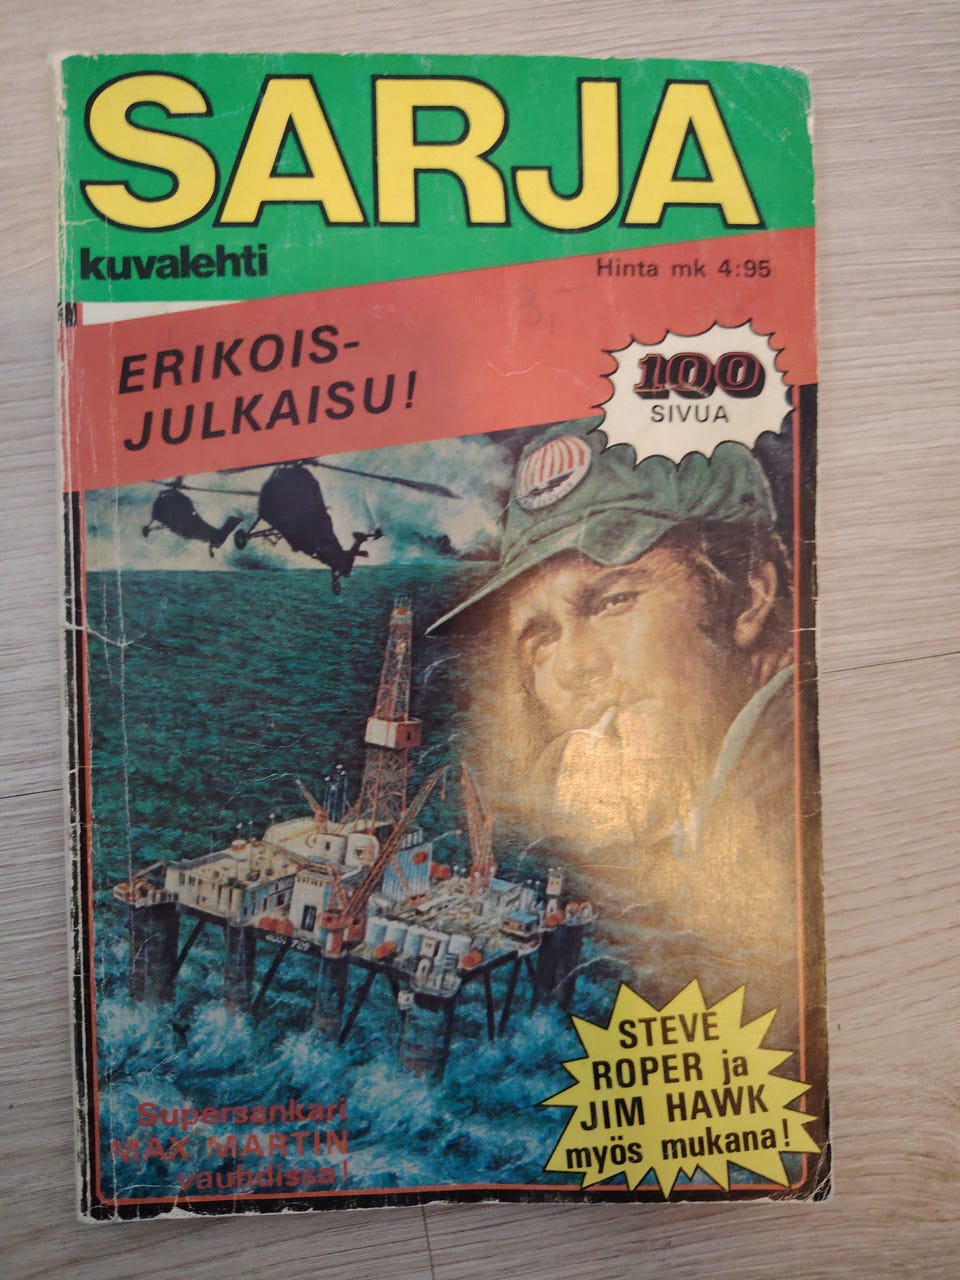 SARJA
kuvalehti
Hinta mk 4:95
3,-
ERIKOIS-
JULKAISU!
100
SIVUA
STEVE
ROPER ja
JIM HAWK
myös mukana!
Supersankari
MAX MARTIN
vauhdissa!